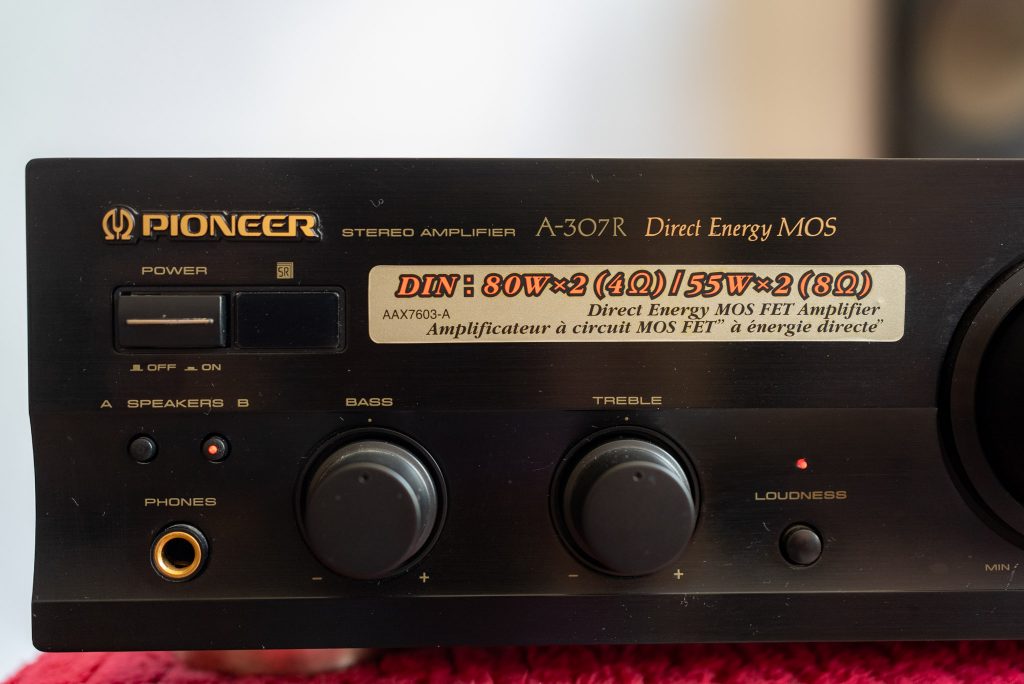 PIONEER STEREO AMPLIFIER A-307R Direct Energy MOS
POWER SR
DIN : 80W×2 (4Ω) / 55W×2 (8Ω)
Direct Energy MOS FET Amplifier
AAX7603-A
Amplificateur à circuit MOS FET” à énergie directe”
OFF ON
A SPEAKERS B
BASS
TREBLE
LOUDNESS
PHONES
− +
− +
MIN